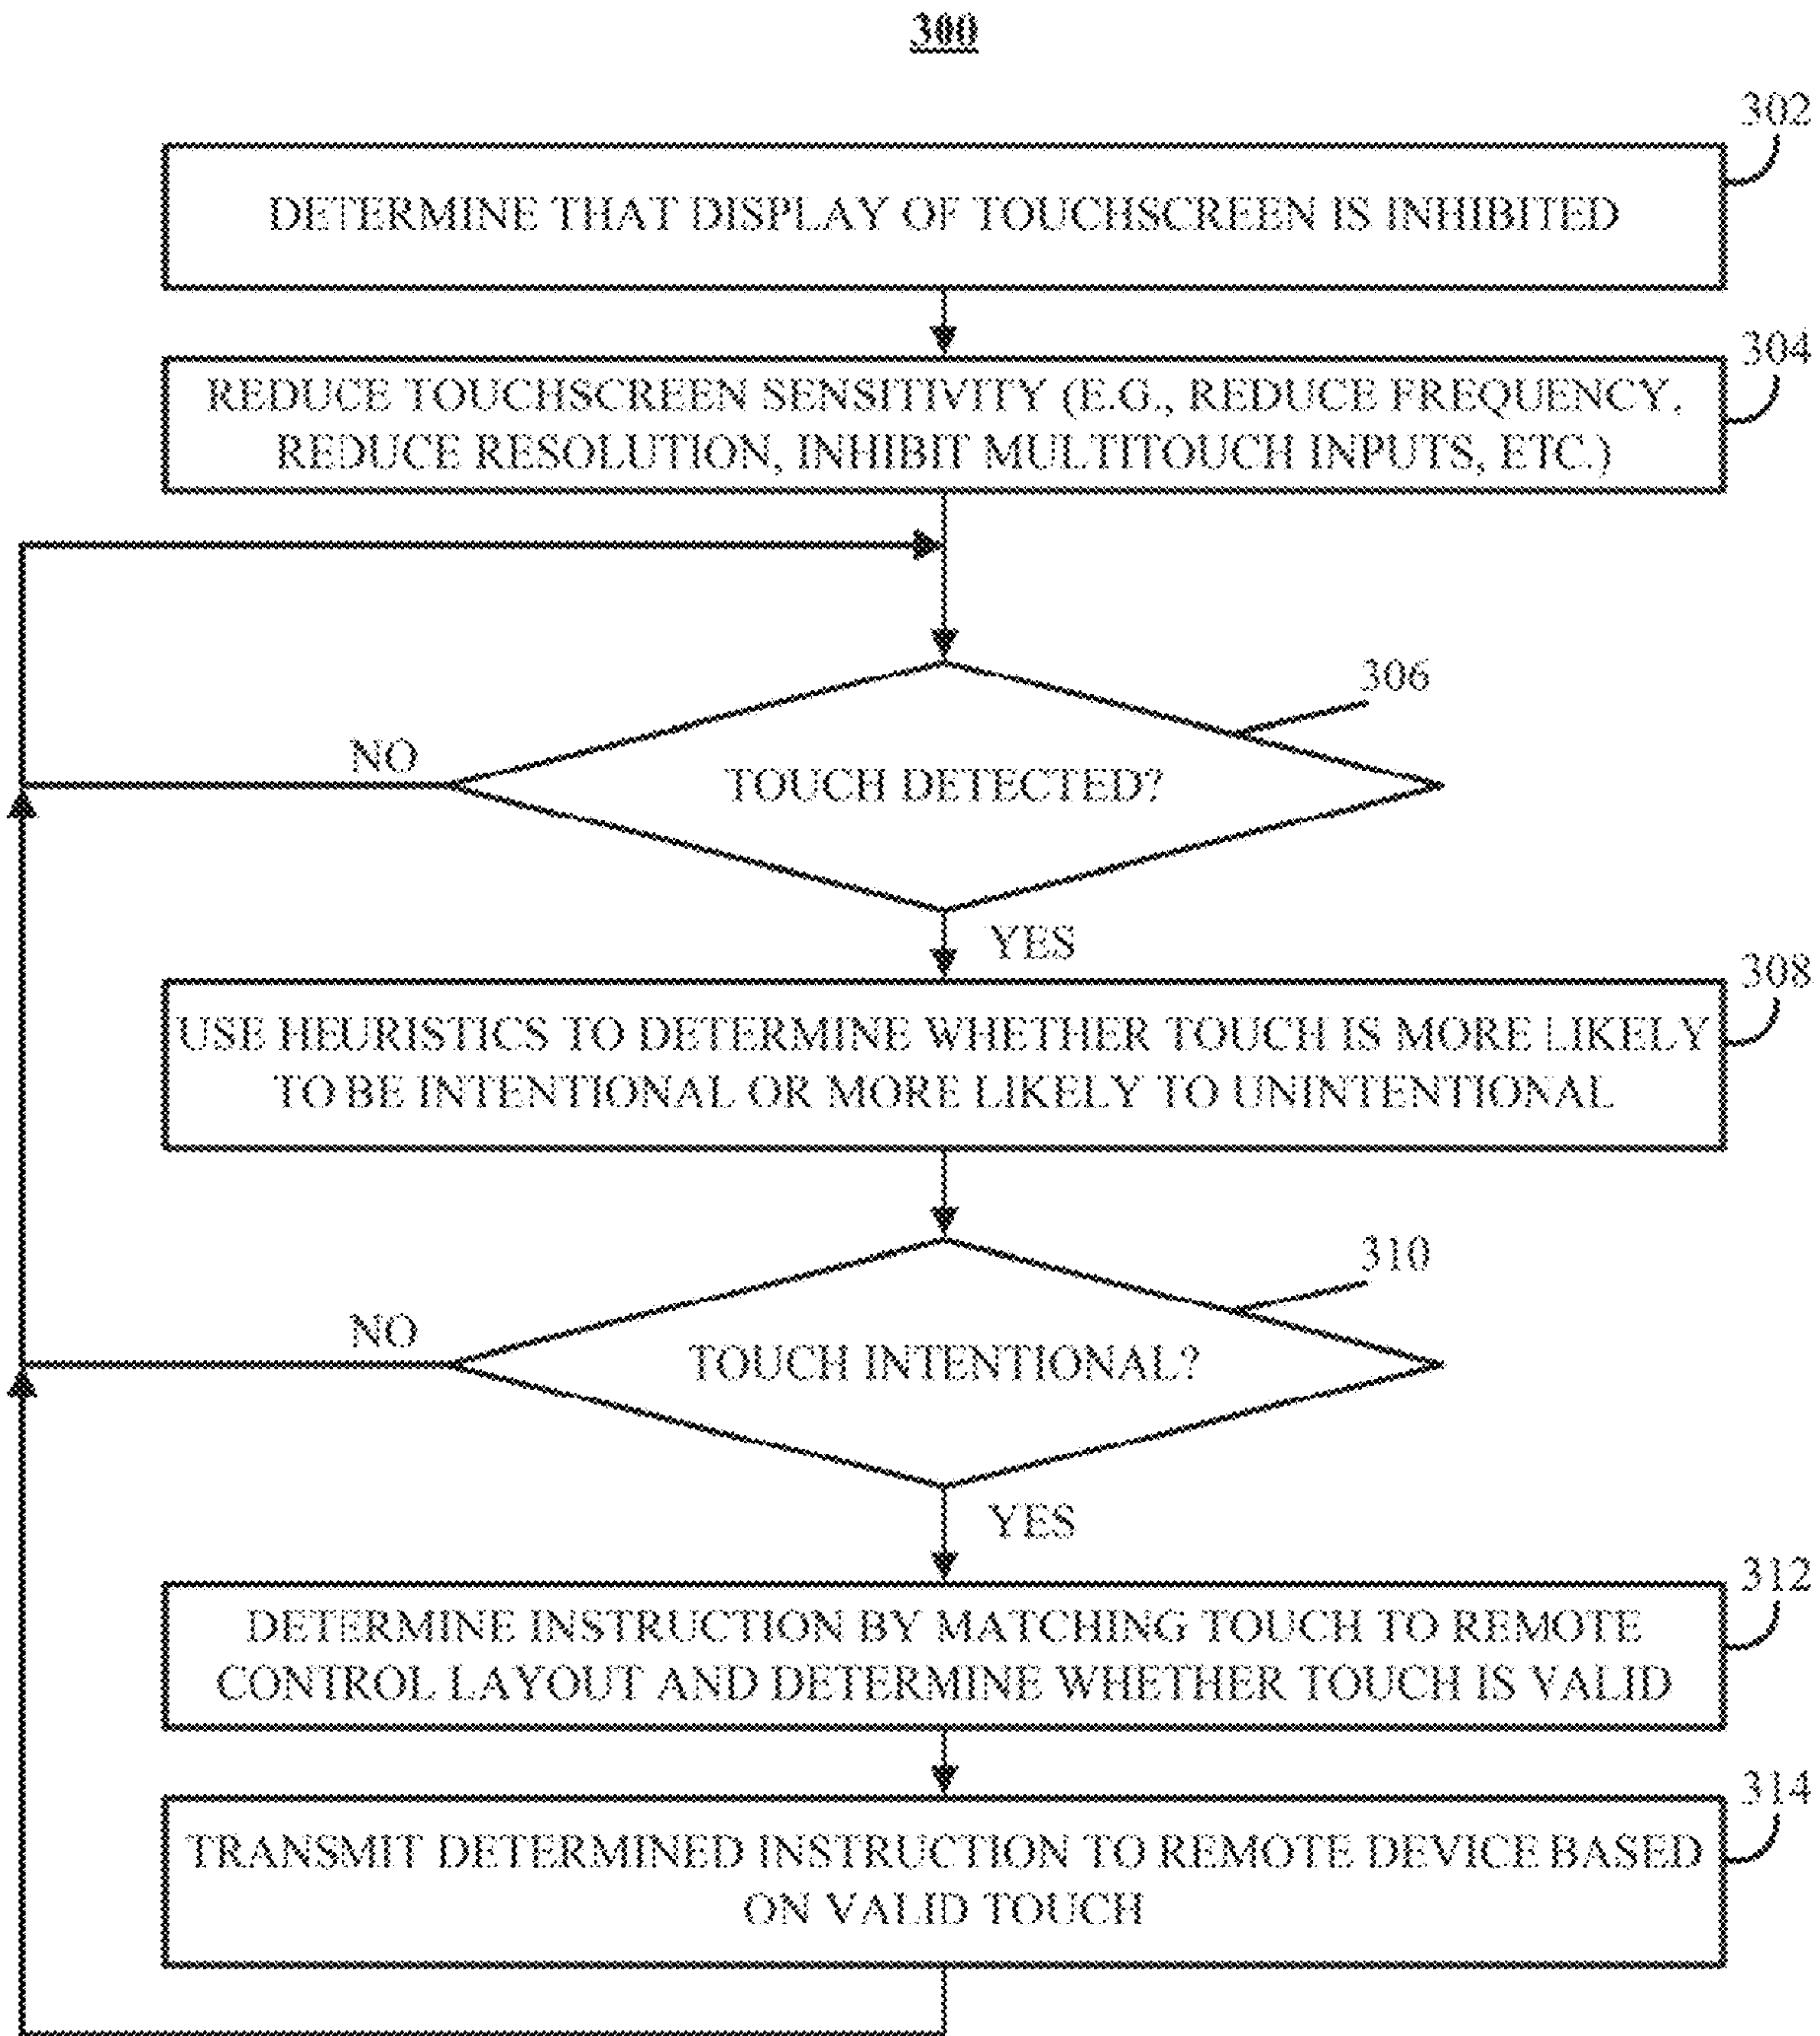 300
302
DETERMINE THAT DISPLAY OF TOUCHSCREEN IS INHIBITED
304
REDUCE TOUCHSCREEN SENSITIVITY (E.G., REDUCE FREQUENCY,
REDUCE RESOLUTION, INHIBIT MULTITOUCH INPUTS, ETC.)
306
NO
TOUCH DETECTED?
YES
308
USE HEURISTICS TO DETERMINE WHETHER TOUCH IS MORE LIKELY
TO BE INTENTIONAL OR MORE LIKELY TO UNINTENTIONAL
310
NO
TOUCH INTENTIONAL?
YES
312
DETERMINE INSTRUCTION BY MATCHING TOUCH TO REMOTE
CONTROL LAYOUT AND DETERMINE WHETHER TOUCH IS VALID
314
TRANSMIT DETERMINED INSTRUCTION TO REMOTE DEVICE BASED
ON VALID TOUCH